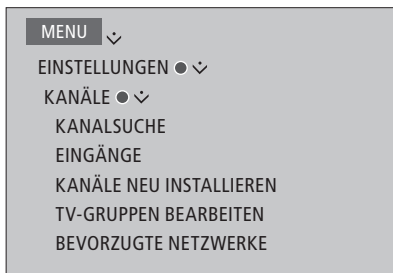 MENU
EINSTELLUNGEN
KANÄLE
KANALSUCHE
EINGÄNGE
KANÄLE NEU INSTALLIEREN
TV-GRUPPEN BEARBEITEN
BEVORZUGTE NETZWERKE